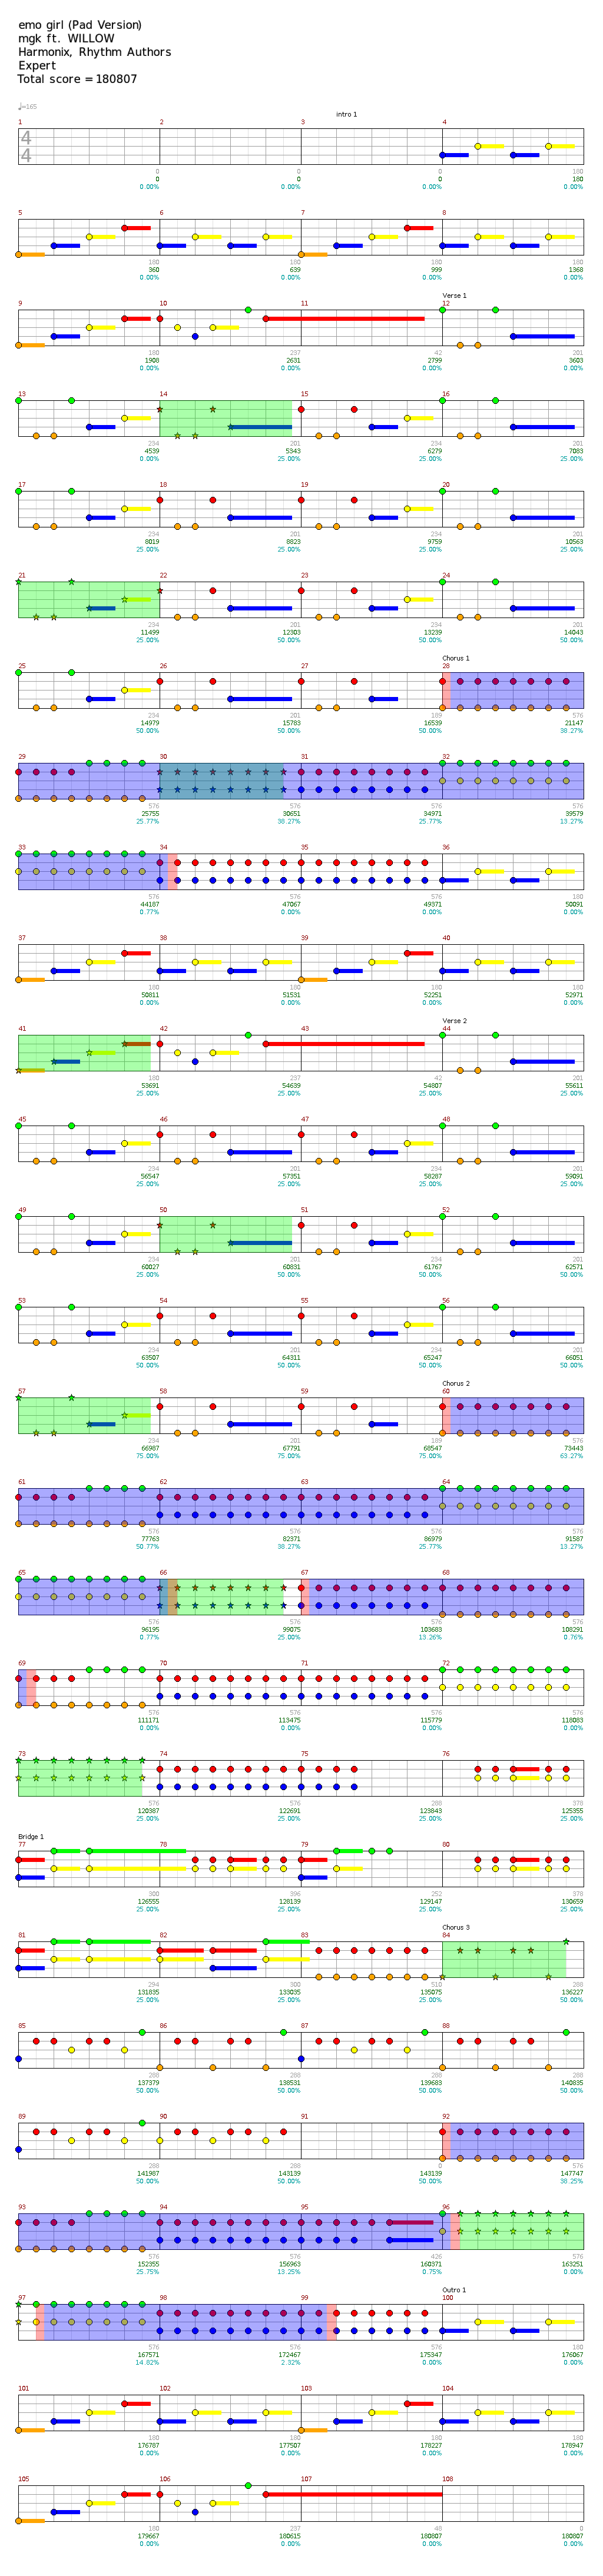 emo girl (Pad Version)
mgk ft. WILLOW
Harmonix, Rhythm Authors
Expert
Total score = 180807
♩=165
intro 1
1 2 3 4
4
4
0 0 180
0 0 180
0.00% 0.00% 0.00%
5 6 7 8
180 180 180 180
360 639 999 1368
0.00% 0.00% 0.00% 0.00%
Verse 1
9 10 11 12
180 237 42 201
1908 2631 2799 3603
0.00% 0.00% 0.00% 0.00%
13 14 15 16
234 201 234 201
4539 5343 6279 7083
0.00% 25.00% 25.00% 25.00%
17 18 19 20
234 201 234 201
8019 8823 9759 10563
25.00% 25.00% 25.00% 25.00%
21 22 23 24
234 201 234 201
11499 12303 13239 14043
25.00% 50.00% 50.00% 50.00%
Chorus 1
25 26 27 28
234 201 189 576
14979 15783 16539 21147
50.00% 50.00% 50.00% 38.27%
29 30 31 32
576 576 576 576
25755 30651 34971 39579
25.77% 38.27% 25.77% 13.27%
33 34 35 36
576 576 576 180
44187 47067 49371 50091
0.77% 0.00% 0.00% 0.00%
37 38 39 40
180 180 180 180
50811 51531 52251 52971
0.00% 0.00% 0.00% 0.00%
Verse 2
41 42 43 44
180 237 42 201
53691 54639 54807 55611
25.00% 25.00% 25.00% 25.00%
45 46 47 48
234 201 234 201
56547 57351 58287 59091
25.00% 25.00% 25.00% 25.00%
49 50 51 52
234 201 234 201
60027 60831 61767 62571
25.00% 50.00% 50.00% 50.00%
53 54 55 56
234 201 234 201
63507 64311 65247 66051
50.00% 50.00% 50.00% 50.00%
Chorus 2
57 58 59 60
234 201 189 576
66987 67791 68547 73443
75.00% 75.00% 75.00% 63.27%
61 62 63 64
576 576 576 576
77763 82371 86979 91587
50.77% 38.27% 25.77% 13.27%
65 66 67 68
576 576 576 576
96195 99075 103683 108291
0.77% 25.00% 13.26% 0.76%
69 70 71 72
576 576 576 576
111171 113475 115779 118083
0.00% 0.00% 0.00% 0.00%
73 74 75 76
576 576 288 378
120387 122691 123843 125355
25.00% 25.00% 25.00% 25.00%
Bridge 1
77 78 79 80
300 396 252 378
126555 128139 129147 130659
25.00% 25.00% 25.00% 25.00%
Chorus 3
81 82 83 84
294 300 510 288
131835 133035 135075 136227
25.00% 25.00% 25.00% 50.00%
85 86 87 88
288 288 288 288
137379 138531 139683 140835
50.00% 50.00% 50.00% 50.00%
89 90 91 92
288 288 0 576
141987 143139 143139 147747
50.00% 50.00% 50.00% 38.25%
93 94 95 96
576 576 426 576
152355 156963 160371 163251
25.75% 13.25% 0.75% 0.00%
Outro 1
97 98 99 100
576 576 576 180
167571 172467 175347 176067
14.82% 2.32% 0.00% 0.00%
101 102 103 104
180 180 180 180
176787 177507 178227 178947
0.00% 0.00% 0.00% 0.00%
105 106 107 108
180 237 48 0
179667 180615 180807 180807
0.00% 0.00% 0.00% 0.00%